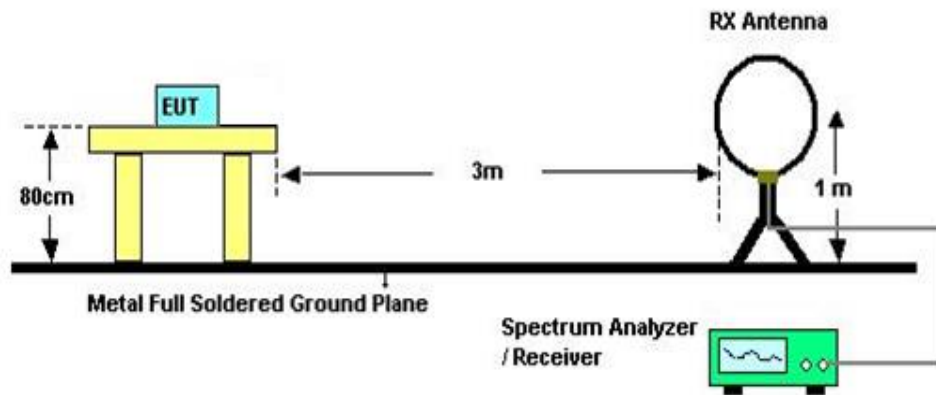 RX Antenna
EUT
3m
80cm
1 m
Metal Full Soldered Ground Plane
Spectrum Analyzer
/ Receiver